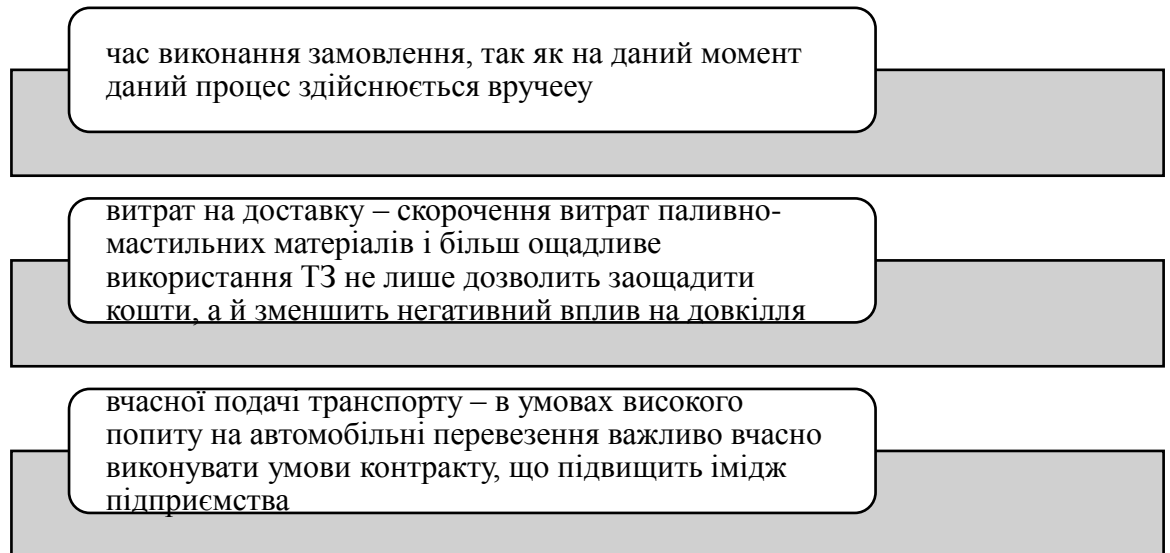 час виконання замовлення, так як на даний момент
даний процес здійснюється вручееу
витрат на доставку – скорочення витрат паливно-
мастильних матеріалів і більш ощадливе
використання ТЗ не лише дозволить заощадити
кошти, а й зменшить негативний вплив на довкілля
вчасної подачі транспорту – в умовах високого
попиту на автомобільні перевезення важливо вчасно
виконувати умови контракту, що підвищить імідж
підприємства